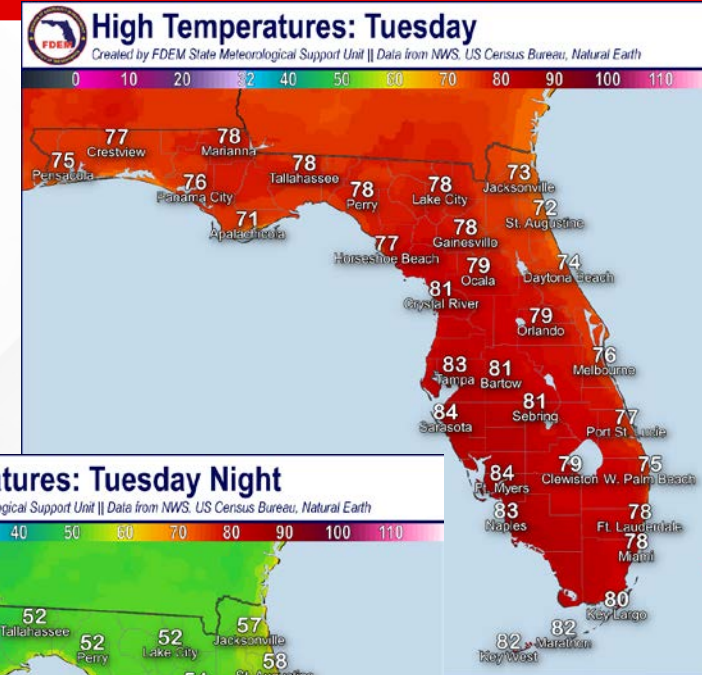 FDEM
High Temperatures: Tuesday
Created by FDEM State Meteorological Support Unit || Data from NWS, US Census Bureau, Natural Earth
0 10 20 32 40 50 60 70 80 90 100 110
77
Crestview
78
Marianna
75
Pensacola
78
Tallahassee
76
Panama City
78
Perry
78
Lake City
73
Jacksonville
72
St. Augustine
71
Apalachicola
78
Gainesville
77
Horseshoe Beach
79
Ocala
74
Daytona Beach
81
Crystal River
79
Orlando
76
Melbourne
83
Tampa
81
Bartow
81
Sebring
84
Sarasota
77
Port St. Lucie
84
Ft. Myers
79
Clewiston
75
W. Palm Beach
83
Naples
78
Ft. Lauderdale
78
Miami
80
Key Largo
82
Marathon
82
Key West
atures: Tuesday Night
gical Support Unit || Data from NWS, US Census Bureau, Natural Earth
40 50 60 70 80 90 100 110
52
Tallahassee
52
Perry
52
Lake City
57
Jacksonville
58